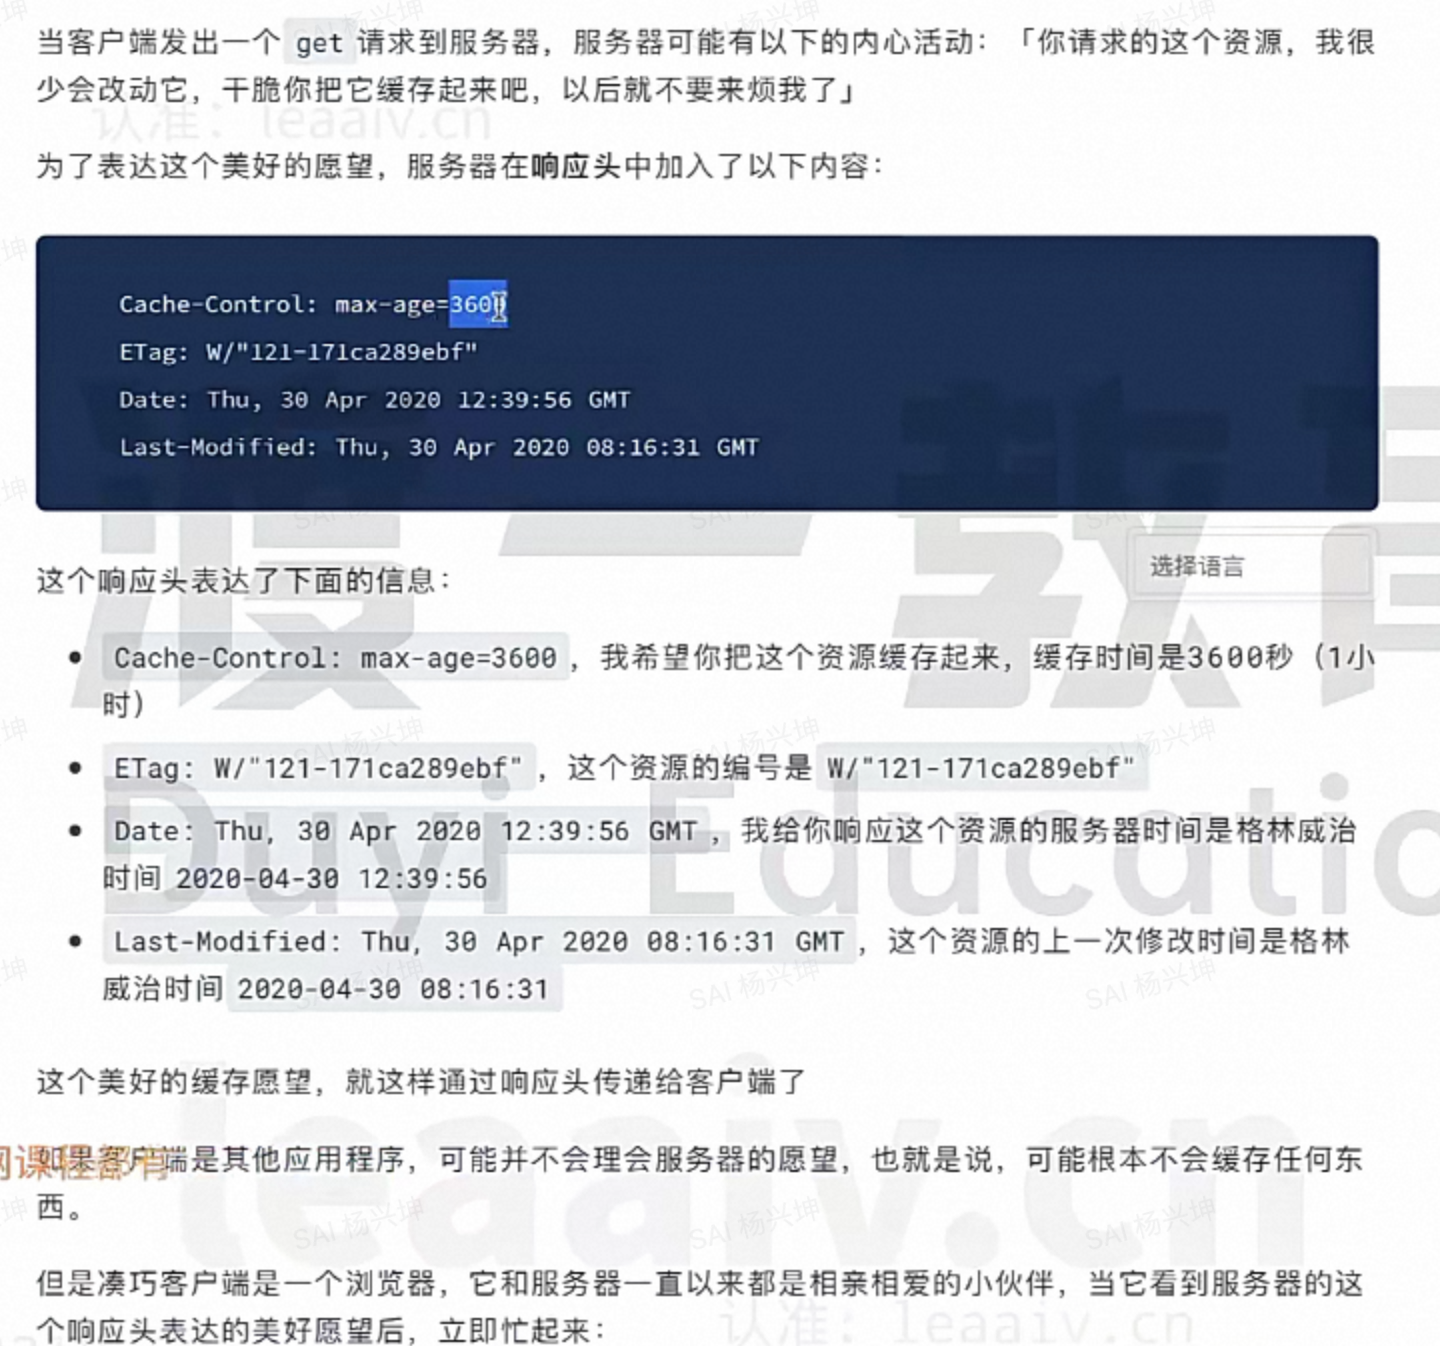 当客户端发出一个 get 请求到服务器，服务器可能有以下的内心活动：「你请求的这个资源，我很
少会改动它，干脆你把它缓存起来吧，以后就不要来烦我了」
认准：leaaiv.cn
为了表达这个美好的愿望，服务器在响应头中加入了以下内容：
Cache-Control: max-age=3600
ETag: W/"121-171ca289ebf"
Date: Thu, 30 Apr 2020 12:39:56 GMT
Last-Modified: Thu, 30 Apr 2020 08:16:31 GMT
渡一教育
选择语言
这个响应头表达了下面的信息：
Cache-Control: max-age=3600，我希望你把这个资源缓存起来，缓存时间是3600秒（1小
时）
ETag: W/"121-171ca289ebf"，这个资源的编号是 W/"121-171ca289ebf"
Duyi Educatio
Date: Thu, 30 Apr 2020 12:39:56 GMT，我给你响应这个资源的服务器时间是格林威治
时间 2020-04-30 12:39:56
Last-Modified: Thu, 30 Apr 2020 08:16:31 GMT，这个资源的上一次修改时间是格林
威治时间 2020-04-30 08:16:31
SAI 杨兴坤
这个美好的缓存愿望，就这样通过响应头传递给客户端了
leaaiv.cn
网课程都有
如果客户端是其他应用程序，可能并不会理会服务器的愿望，也就是说，可能根本不会缓存任何东
西。
但是凑巧客户端是一个浏览器，它和服务器一直以来都是相亲相爱的小伙伴，当它看到服务器的这
个响应头表达的美好愿望后，立即忙起来：
认准：leaaiv.cn